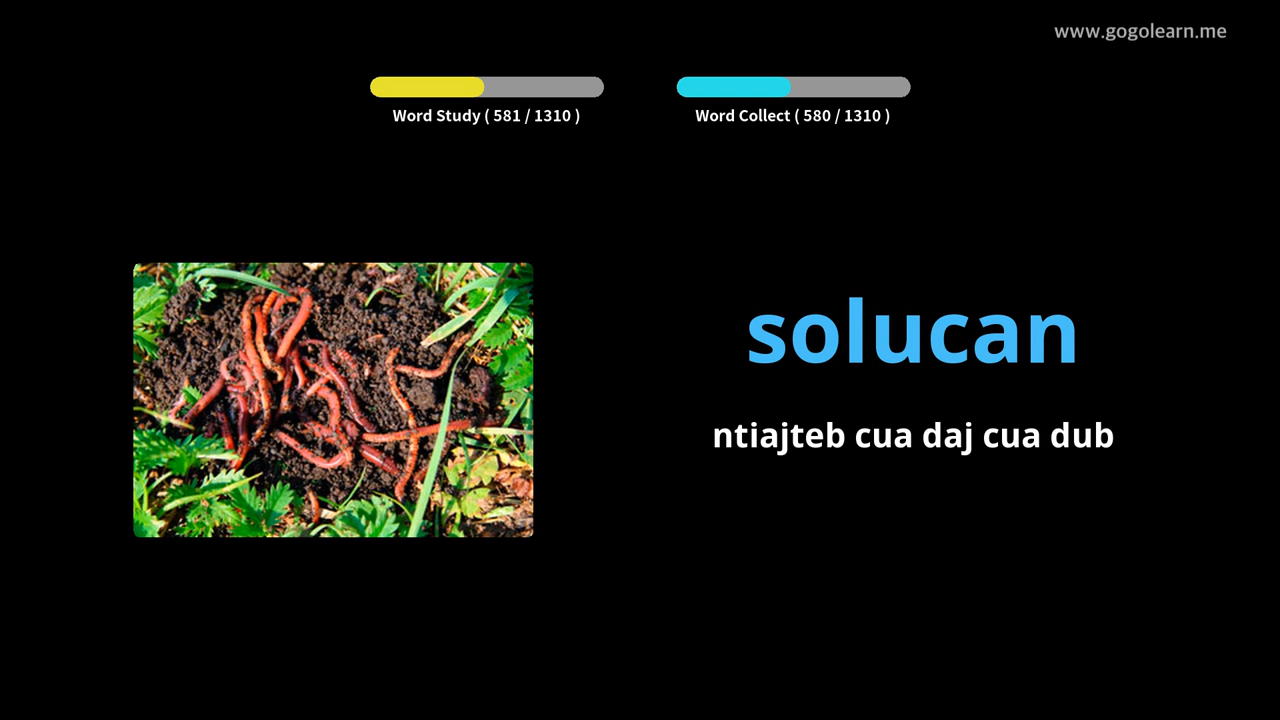 www.gogolearn.me
Word Study ( 581 / 1310 )
Word Collect ( 580 / 1310 )
solucan
ntiajteb cua daj cua dub